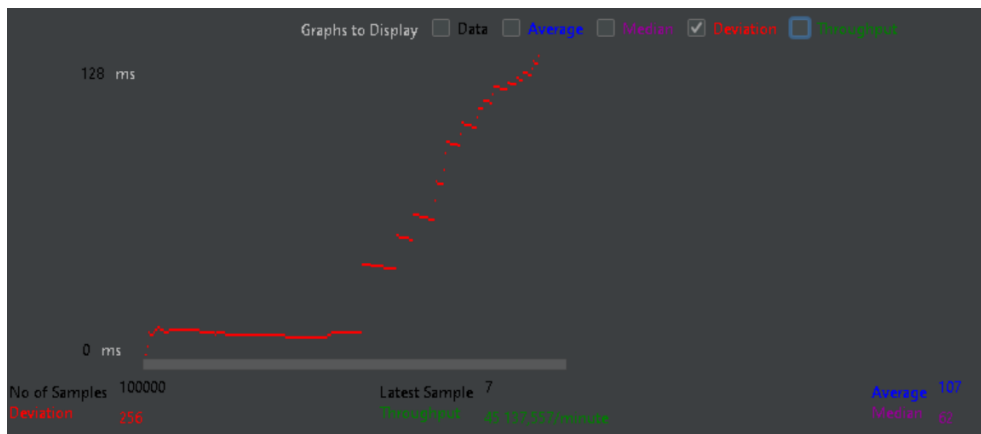 Graphs to Display Data Average Median Deviation Throughput
128 ms
0 ms
No of Samples 100000 Latest Sample 7 Average 107
Deviation 256 Throughput 45,137.557/minute Median